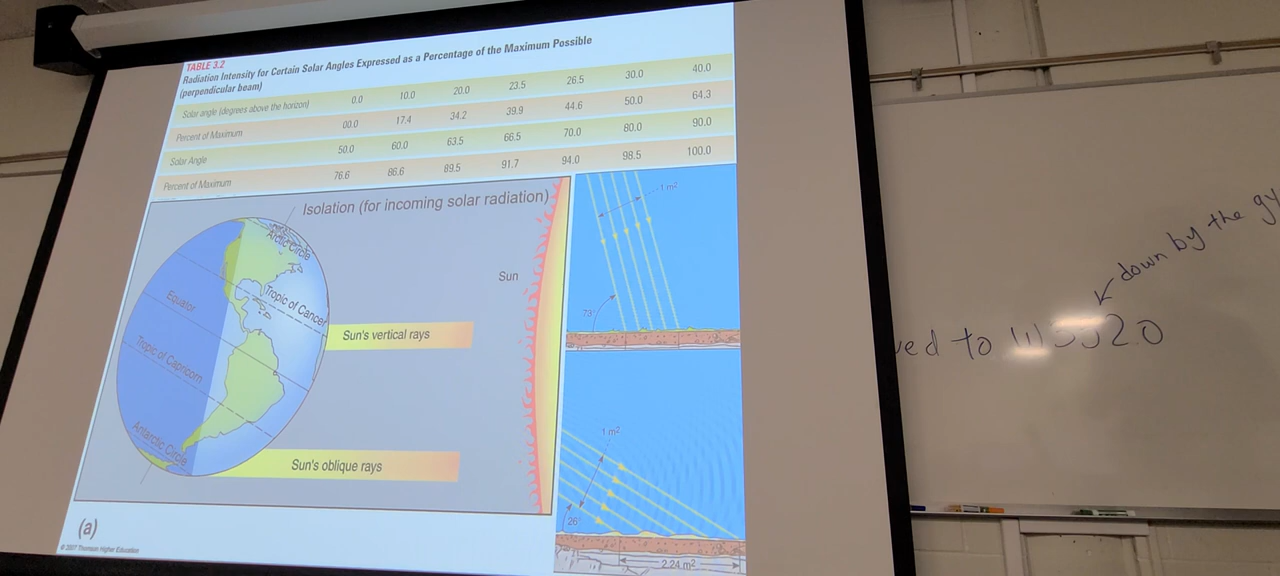 TABLE 3.2
Radiation Intensity for Certain Solar Angles Expressed as a Percentage of the Maximum Possible
(perpendicular beam)
Solar angle (degrees above the horizon) 0.0 10.0 20.0 23.5 26.5 30.0 40.0
Percent of Maximum 00.0 17.4 34.2 39.9 44.6 50.0 64.3
Solar Angle 50.0 60.0 63.5 66.5 70.0 80.0 90.0
Percent of Maximum 76.6 86.6 89.5 91.7 94.0 98.5 100.0
Isolation (for incoming solar radiation)
Arctic Circle
Tropic of Cancer
Equator
Tropic of Capricorn
Antarctic Circle
Sun
Sun's vertical rays
Sun's oblique rays
(a)
© 2007 Thomson Higher Education
1 m²
73°
1 m²
26°
2.24 m²
down by the
to